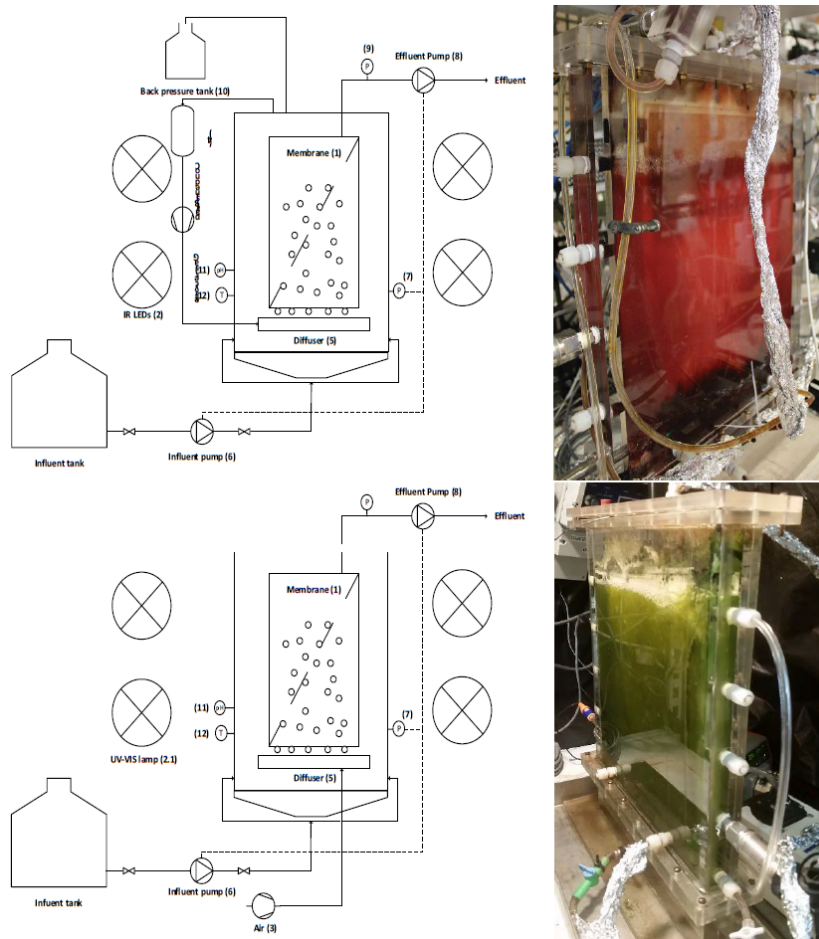 (9)
Effluent Pump (8)
P
Effluent
Back pressure tank (10)
Membrane (1)
(7)
11) pH
12) T
P
IR LEDs (2)
Diffuser (5)
Influent tank
Influent pump (6)
Effluent Pump (8)
P
Effluent
Membrane (1)
(11) pH
(7)
(12) T
P
UV-VIS lamp (2.1)
Diffuser (5)
Infuent tank
Influent pump (6)
Air (3)